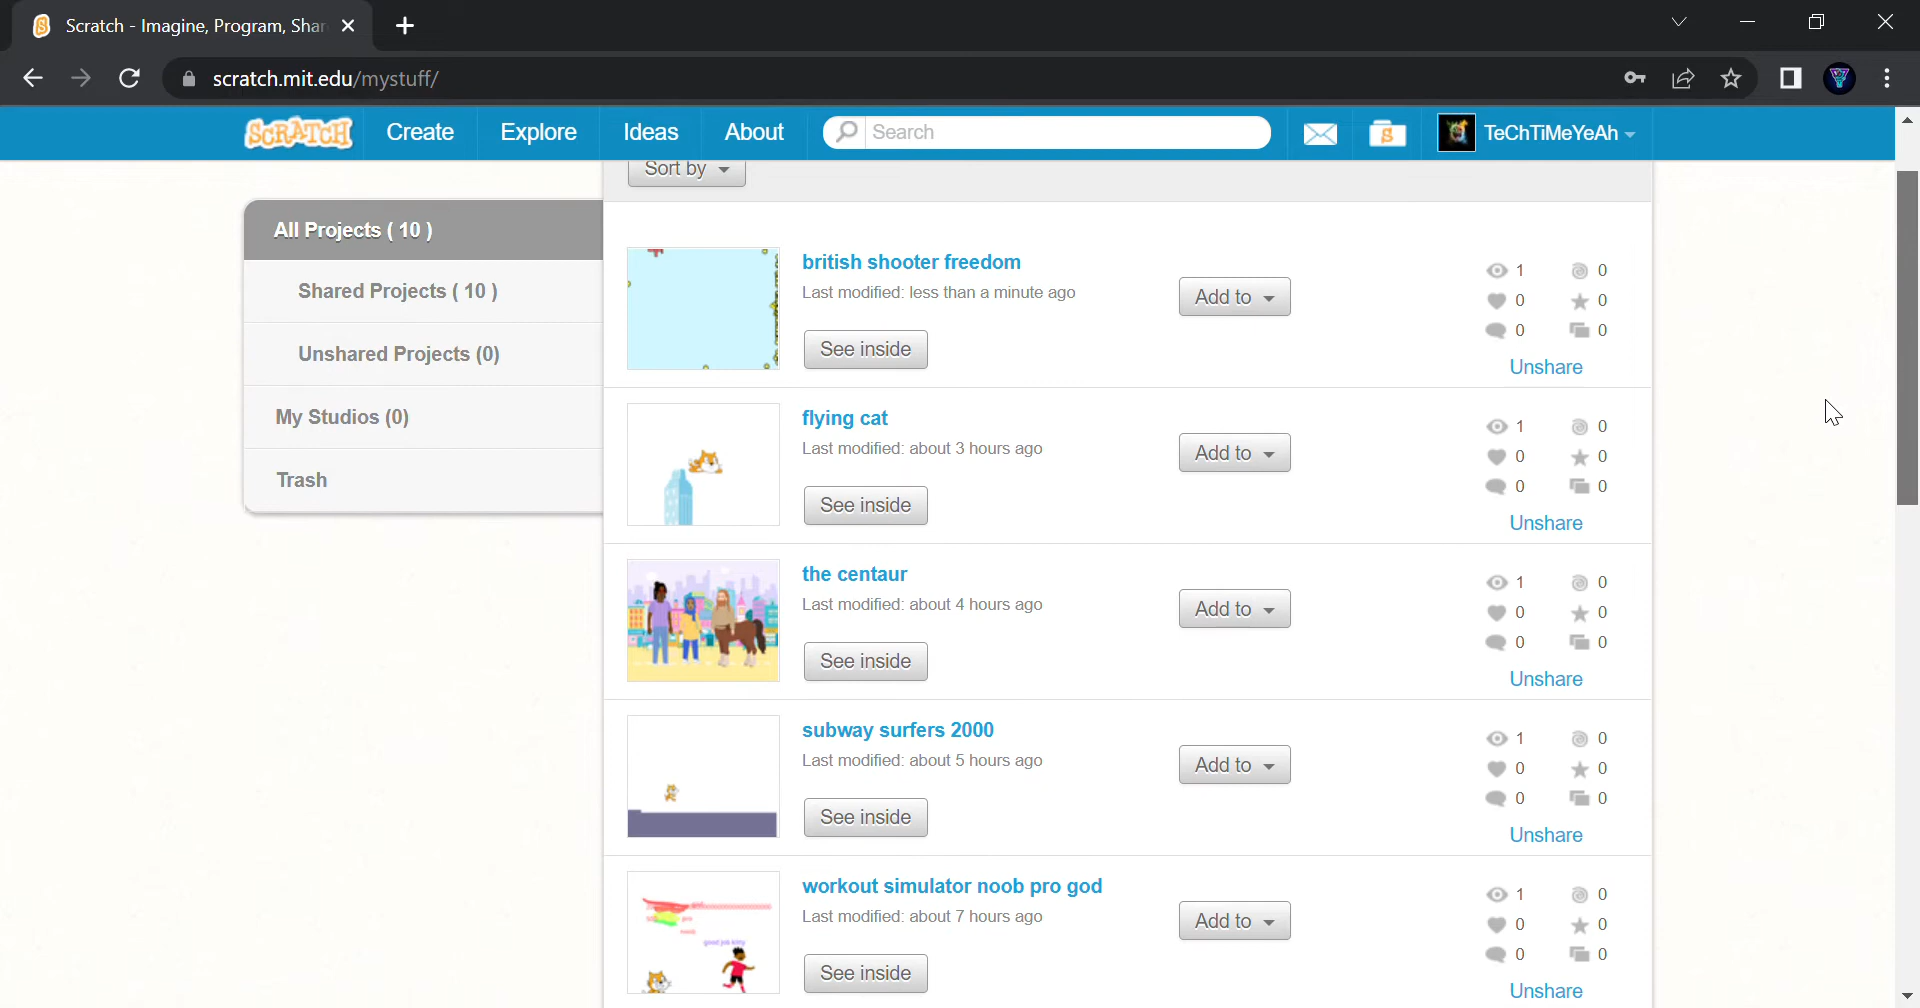 Scratch - Imagine, Program, Shar
scratch.mit.edu/mystuff/
SCRATCH
Create
Explore
Ideas
About
Search
TeChTiMeYeAh
Sort by
All Projects ( 10 )
Shared Projects ( 10 )
Unshared Projects (0)
My Studios (0)
Trash
british shooter freedom
Last modified: less than a minute ago
See inside
Add to
1 0
0 0
0 0
Unshare
flying cat
Last modified: about 3 hours ago
See inside
Add to
1 0
0 0
0 0
Unshare
the centaur
Last modified: about 4 hours ago
See inside
Add to
1 0
0 0
0 0
Unshare
subway surfers 2000
Last modified: about 5 hours ago
See inside
Add to
1 0
0 0
0 0
Unshare
workout simulator noob pro god
Last modified: about 7 hours ago
good job kitty
See inside
Add to
1 0
0 0
0 0
Unshare